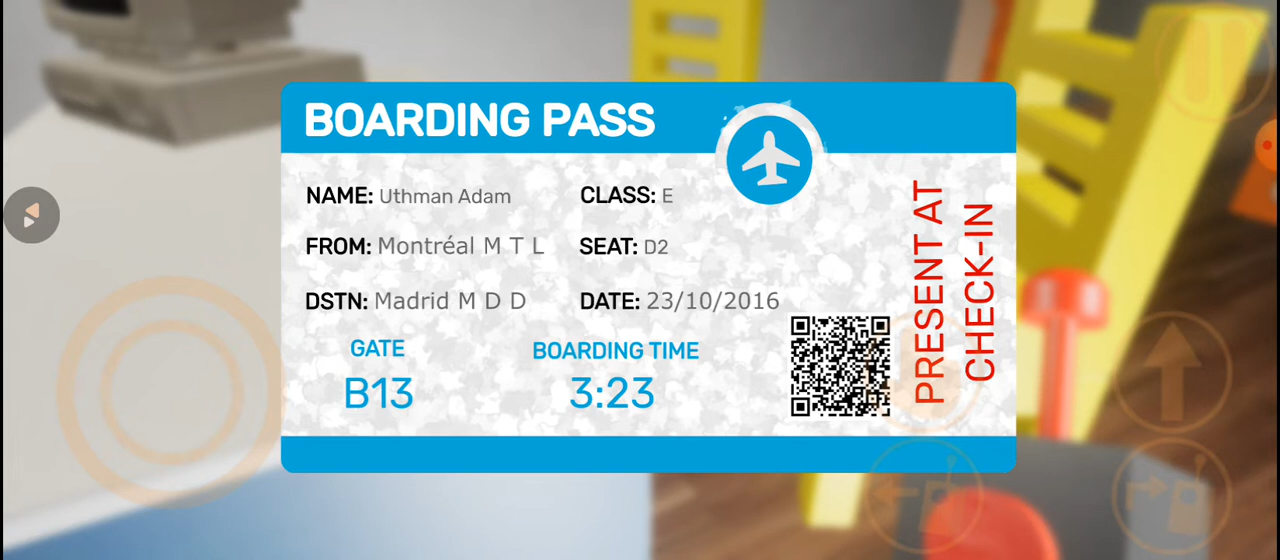 BOARDING PASS
NAME: Uthman Adam CLASS: E
FROM: Montréal M T L SEAT: D2
DSTN: Madrid M D D DATE: 23/10/2016
GATE BOARDING TIME
B13 3:23
PRESENT AT
CHECK-IN